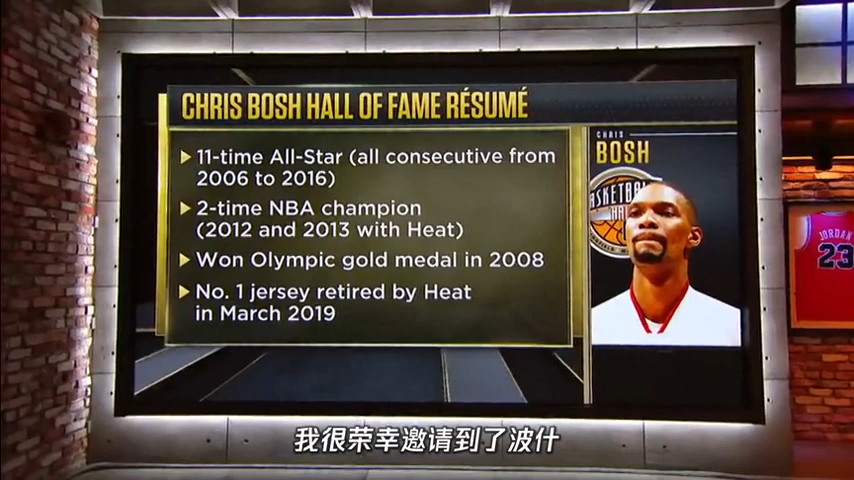 CHRIS BOSH HALL OF FAME RÉSUMÉ
11-time All-Star (all consecutive from
2006 to 2016)
2-time NBA champion
(2012 and 2013 with Heat)
Won Olympic gold medal in 2008
No. 1 jersey retired by Heat
in March 2019
CHRIS
BOSH
BASKETBA
HAL
JORDAN
23
我很荣幸邀请到了波什